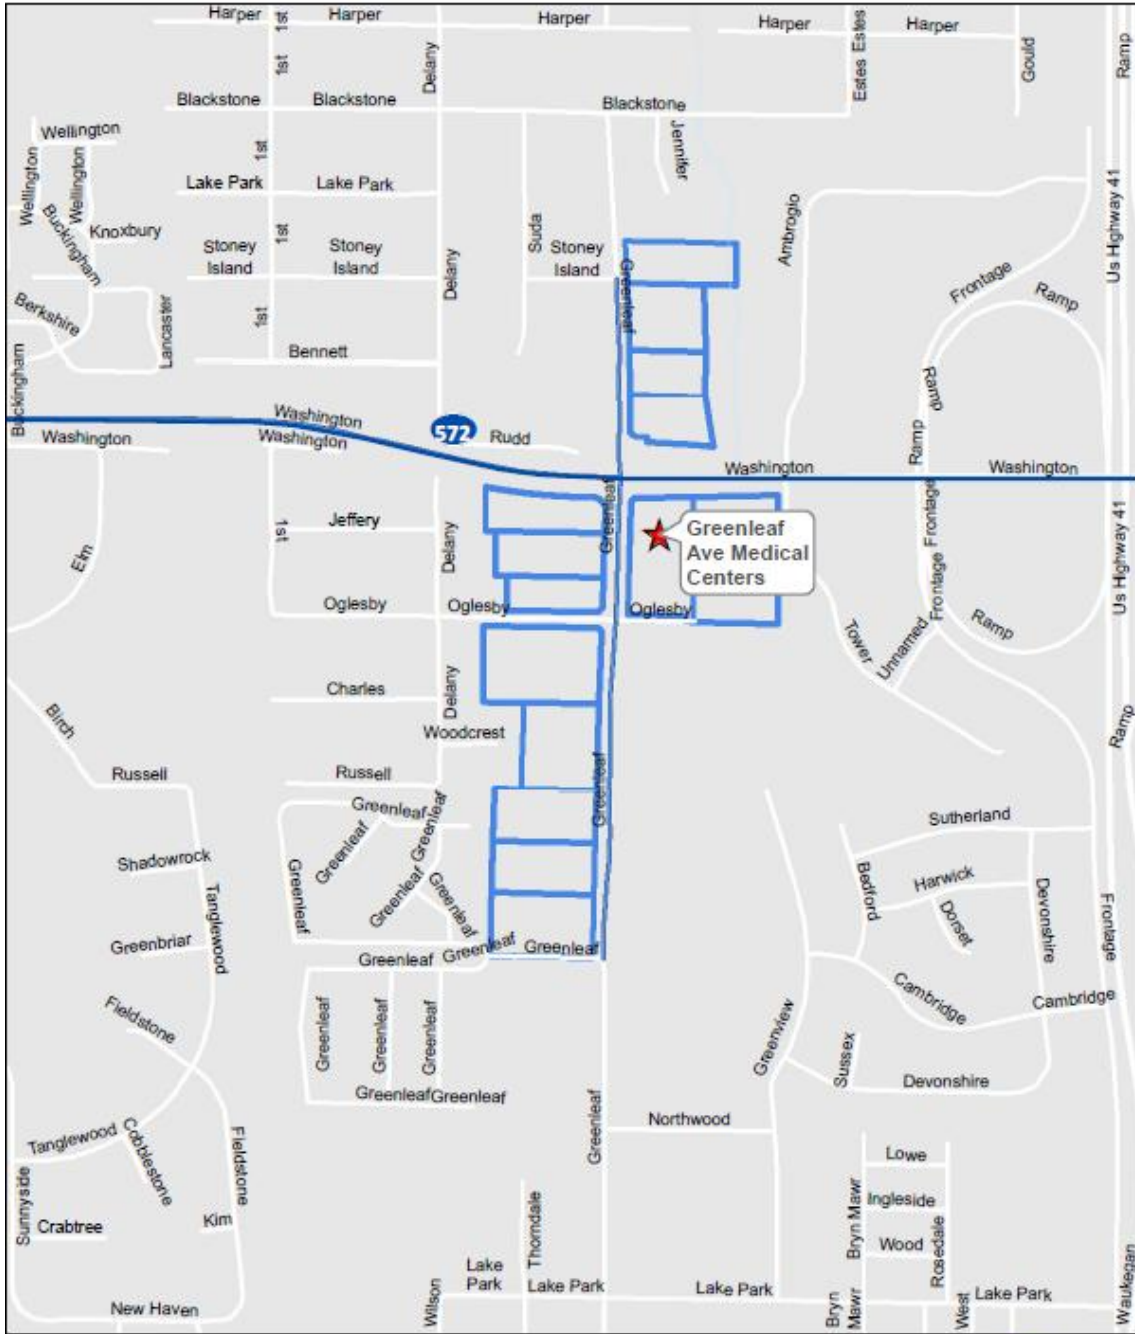 Harper
1st
Harper
Harper
Harper
Estes
Harper
Gould
Ramp
1st
Delany
Estes
Blackstone
Blackstone
Blackstone
Wellington
Jennifer
1st
Wellington
Wellington
Lake Park
Lake Park
Us Highway 41
Buckingham
Knoxbury
1st
Suda
Ambrogio
Stoney
Island
Stoney
Island
Stoney
Island
Delany
Greenleaf
Frontage
Ramp
Berkshire
Lancaster
1st
Bennett
Buckingham
Ramp
Washington
572
Washington
Washington
Rudd
Ramp
Washington
Washington
Greenleaf
Frontage
Jeffery
1st
Delany
Greenleaf
Ave Medical
Centers
Elm
Us Highway 41
Frontage
Oglesby
Oglesby
Oglesby
Tower
Unnamed
Ramp
Charles
Delany
Birch
Woodcrest
Ramp
Russell
Russell
Greenleaf
Greenleaf
Greenleaf
Greenleaf
Sutherland
Shadowrock
Greenleaf
Greenleaf
Greenleaf
Bedford
Harwick
Dorset
Devonshire
Frontage
Tanglewood
Greenbriar
Greenleaf
Greenleaf
Greenleaf
Cambridge
Cambridge
Fieldstone
Greenleaf
Greenleaf
Greenleaf
Greenview
Sussex
Devonshire
Greenleaf
Greenleaf
Greenleaf
Northwood
Tanglewood
Cobblestone
Fieldstone
Lowe
Sunnyside
Ingleside
Bryn Mawr
Crabtree
Kim
Thorndale
Wood
Rosedale
Lake
Park
Lake Park
Lake Park
Lake Park
New Haven
Wilson
Bryn
Mawr
West
Waukegan